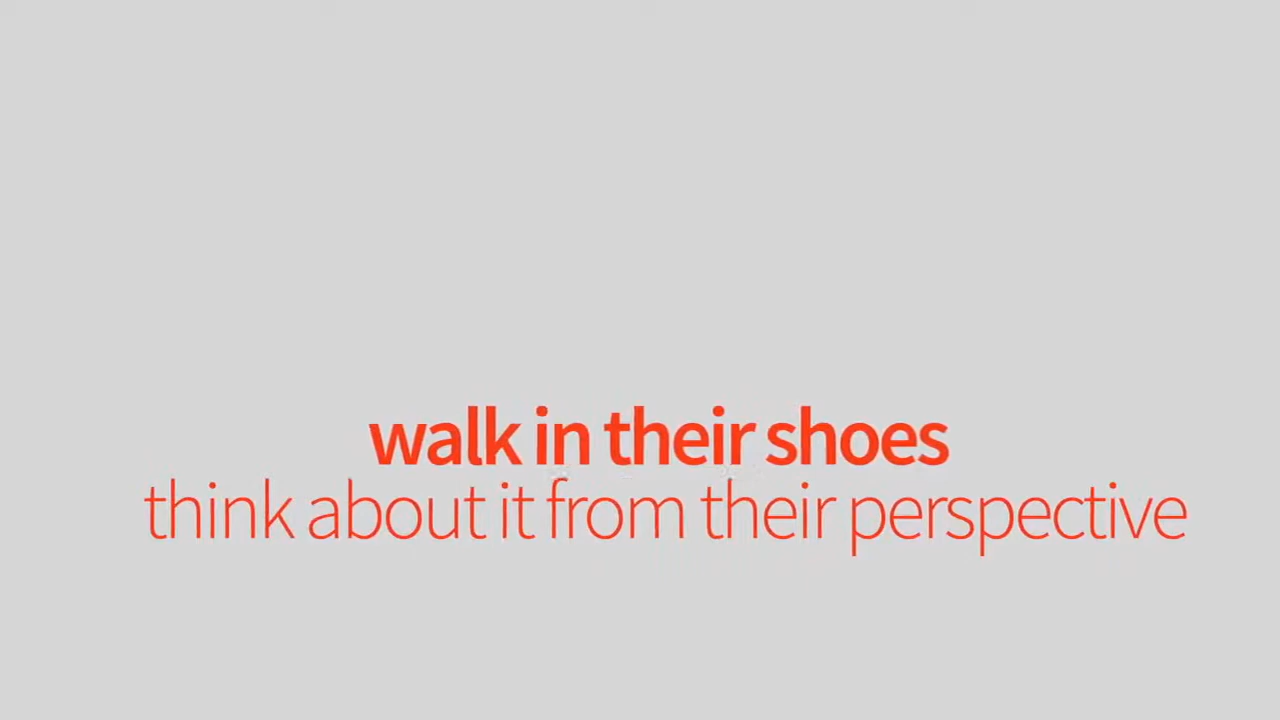 walk in their shoes
think about it from their perspective